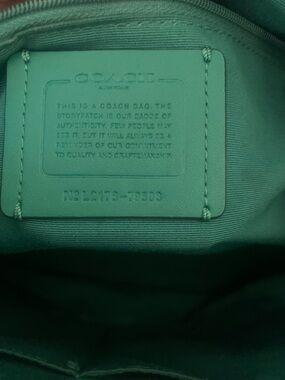 COACH
THIS IS A COACH BAG. THE
STORYPATCH IS OUR BADGE OF
AUTHENTICITY. FEW PEOPLE MAY
SEE IT, BUT IT WILL ALWAYS BE A
REMINDER OF OUR COMMITMENT
TO QUALITY AND CRAFTSMANSHIP.